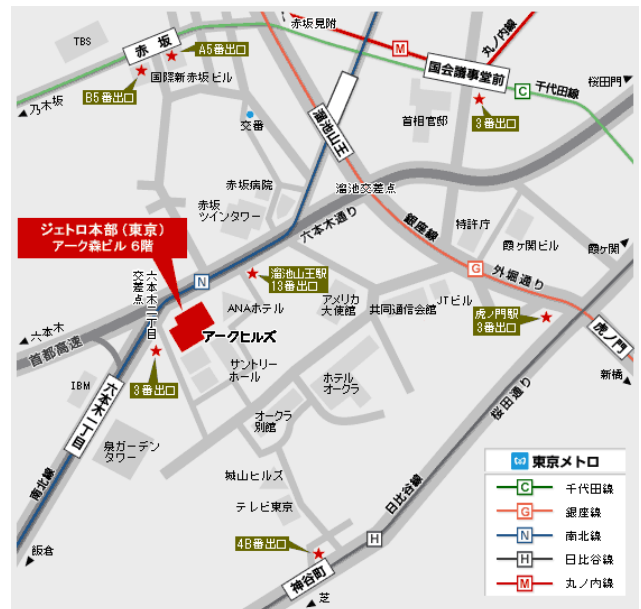 赤坂見附
丸ノ内線
TBS
赤坂
A5番出口
M
国会議事堂前
国際新赤坂ビル
B5番出口
C
千代田線
桜田門
乃木坂
交番
溜池山王
首相官邸
3番出口
赤坂病院
溜池交差点
赤坂
ツインタワー
六本木通り
銀座線
特許庁
霞ヶ関ビル
霞ヶ関
ジェトロ本部(東京)
アーク森ビル 6階
G
外堀通り
N
溜池山王駅
13番出口
六本木一丁目
交差点
ANAホテル
アメリカ
大使館
共同通信会館
JTビル
虎ノ門駅
3番出口
虎ノ門
六本木
首都高速
アークヒルズ
3番出口
サントリー
ホール
ホテル
オークラ
新橋
桜田通り
IBM
六本木一丁目
オークラ
別館
泉ガーデン
タワー
南北線
城山ヒルズ
テレビ東京
日比谷線
4B番出口
H
神谷町
飯倉
芝
東京メトロ
C 千代田線
G 銀座線
N 南北線
H 日比谷線
M 丸ノ内線